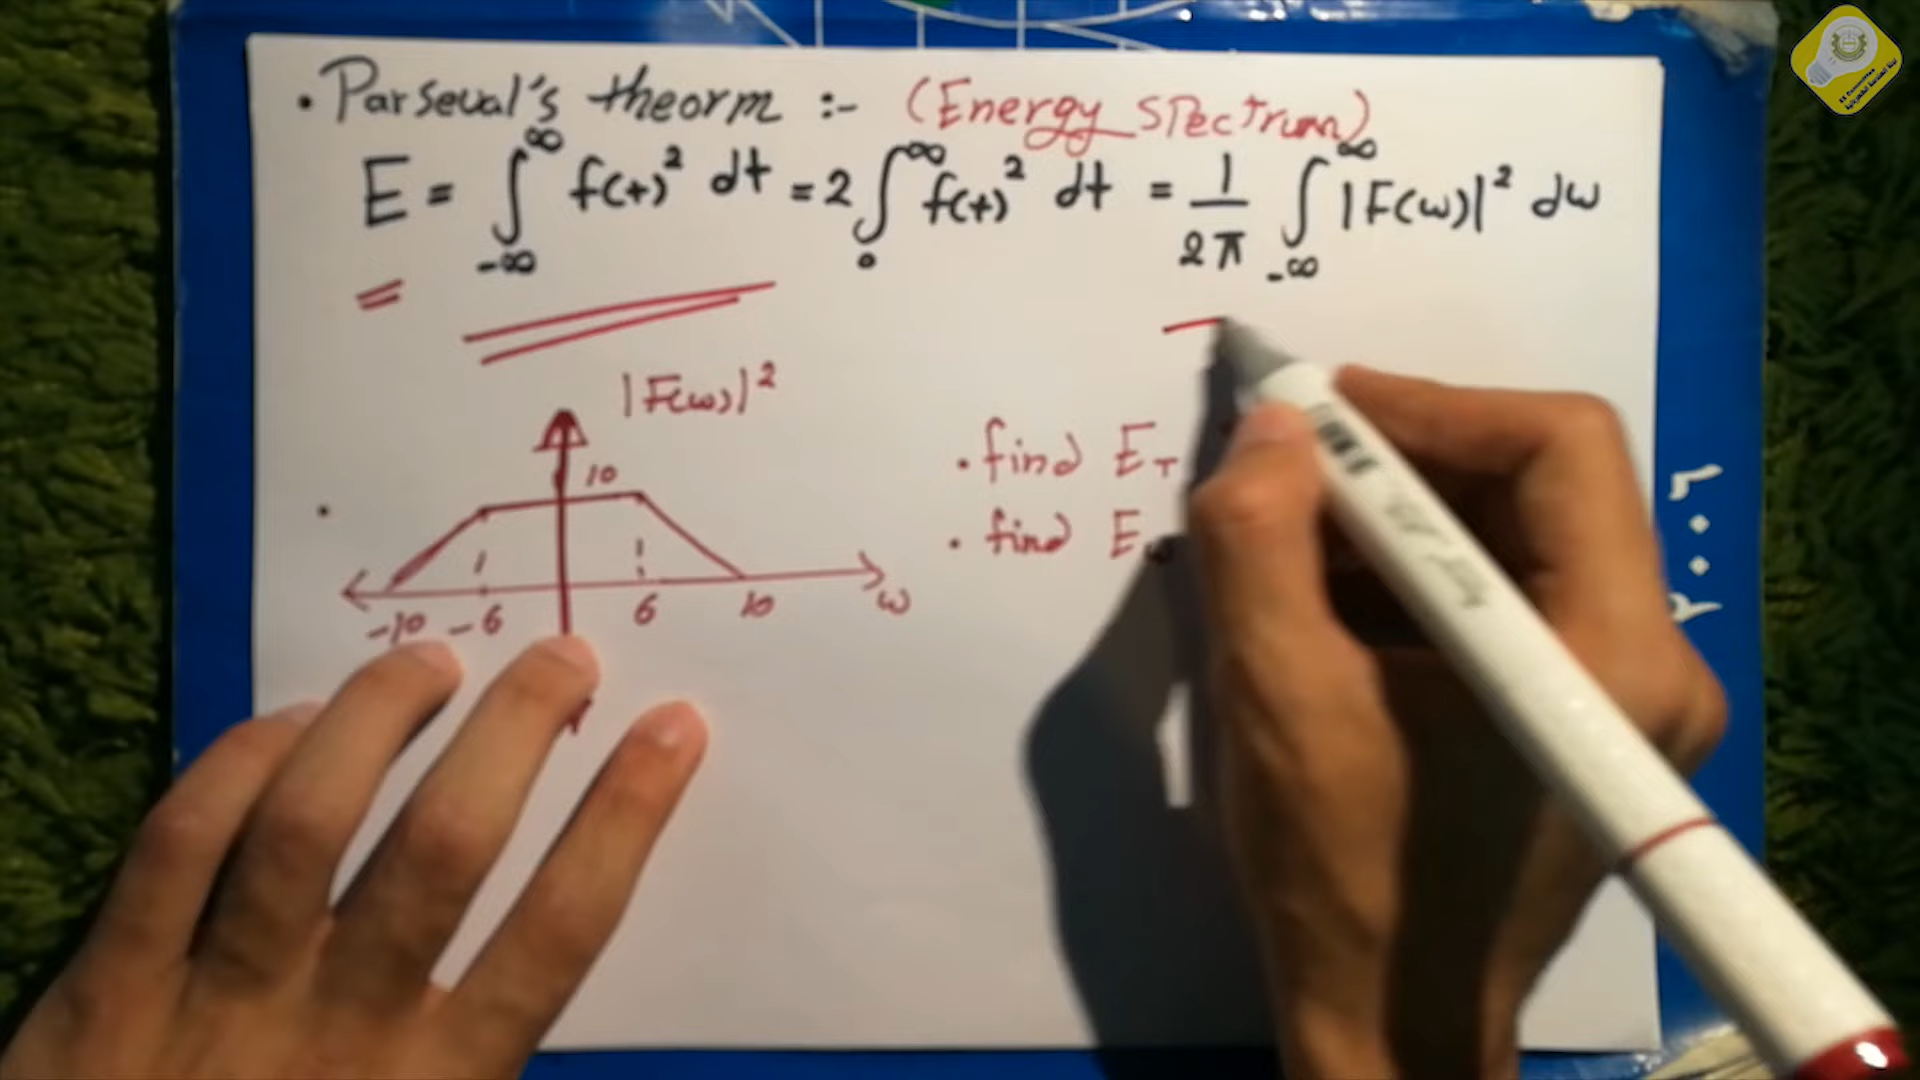 . Parseval's theorm :- (Energy spectrum)
E = ∫_{-∞}^{∞} f(t)² dt = 2 ∫_{0}^{∞} f(t)² dt = 1/2π ∫_{-∞}^{∞} |F(ω)|² dω
|F(ω)|²
10
-10 -6 6 10 ω
. find E_T
. find E